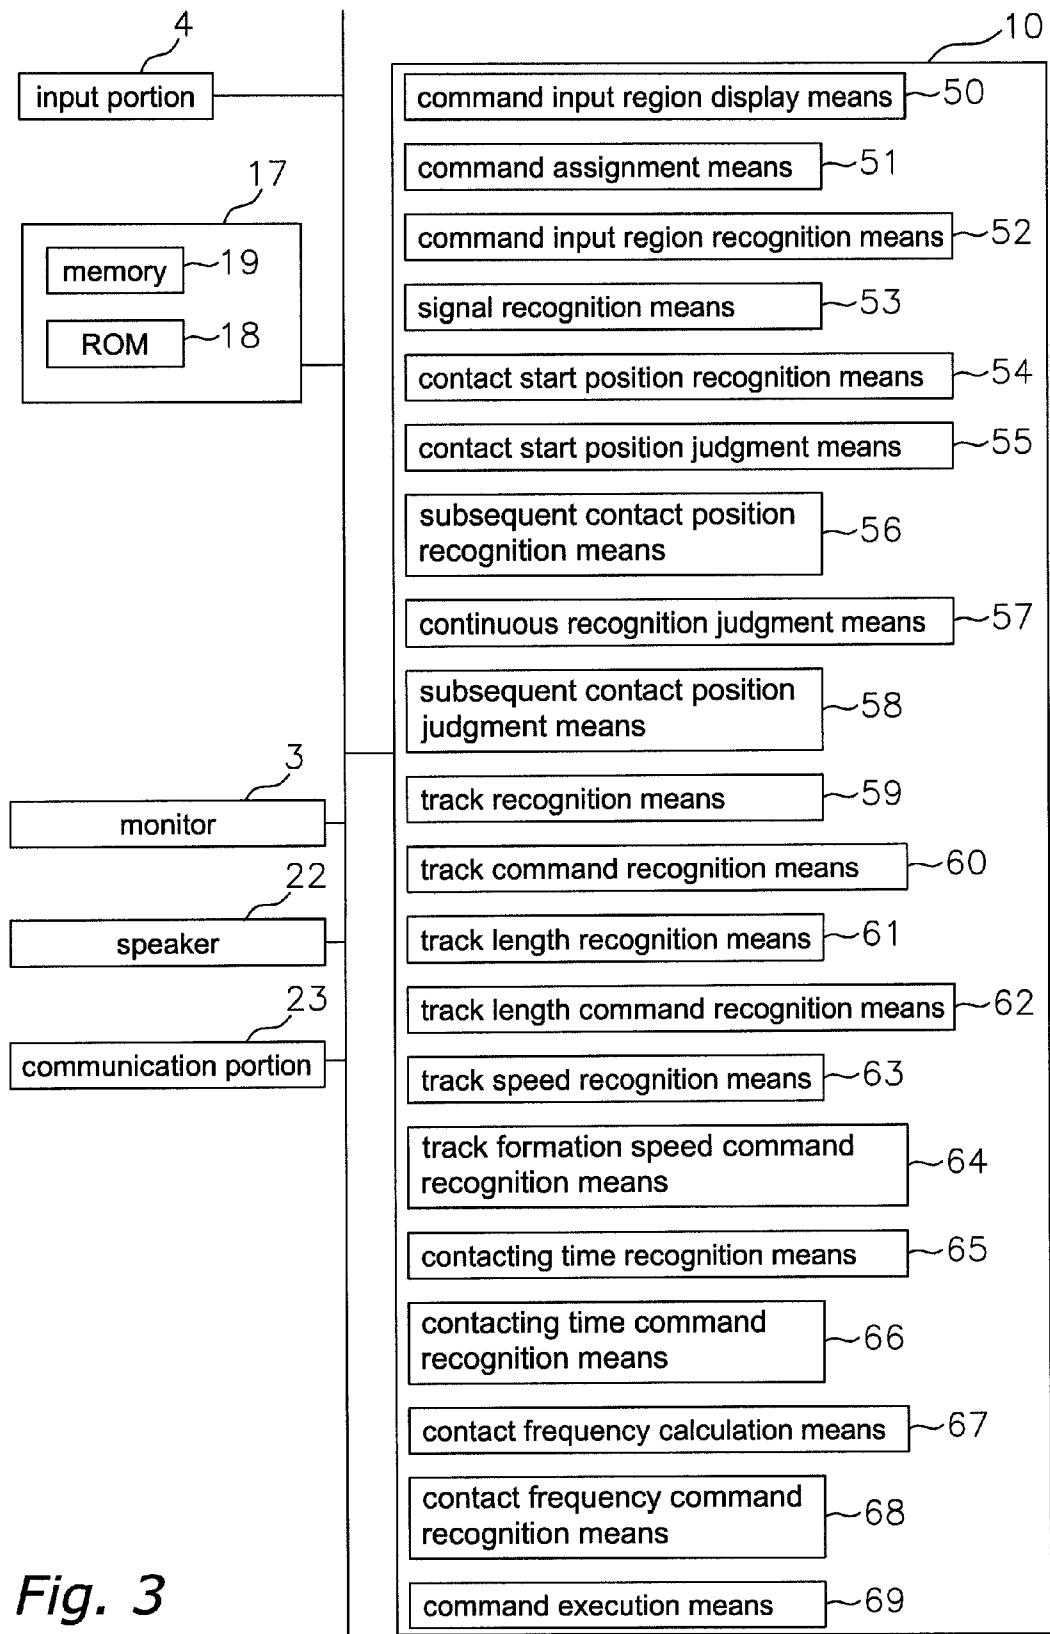 4
input portion
17
memory
19
ROM
18
3
monitor
22
speaker
23
communication portion
10
command input region display means
50
command assignment means
51
command input region recognition means
52
signal recognition means
53
contact start position recognition means
54
contact start position judgment means
55
subsequent contact position
recognition means
56
continuous recognition judgment means
57
subsequent contact position
judgment means
58
track recognition means
59
track command recognition means
60
track length recognition means
61
track length command recognition means
62
track speed recognition means
63
track formation speed command
recognition means
64
contacting time recognition means
65
contacting time command
recognition means
66
contact frequency calculation means
67
contact frequency command
recognition means
68
command execution means
69
Fig. 3